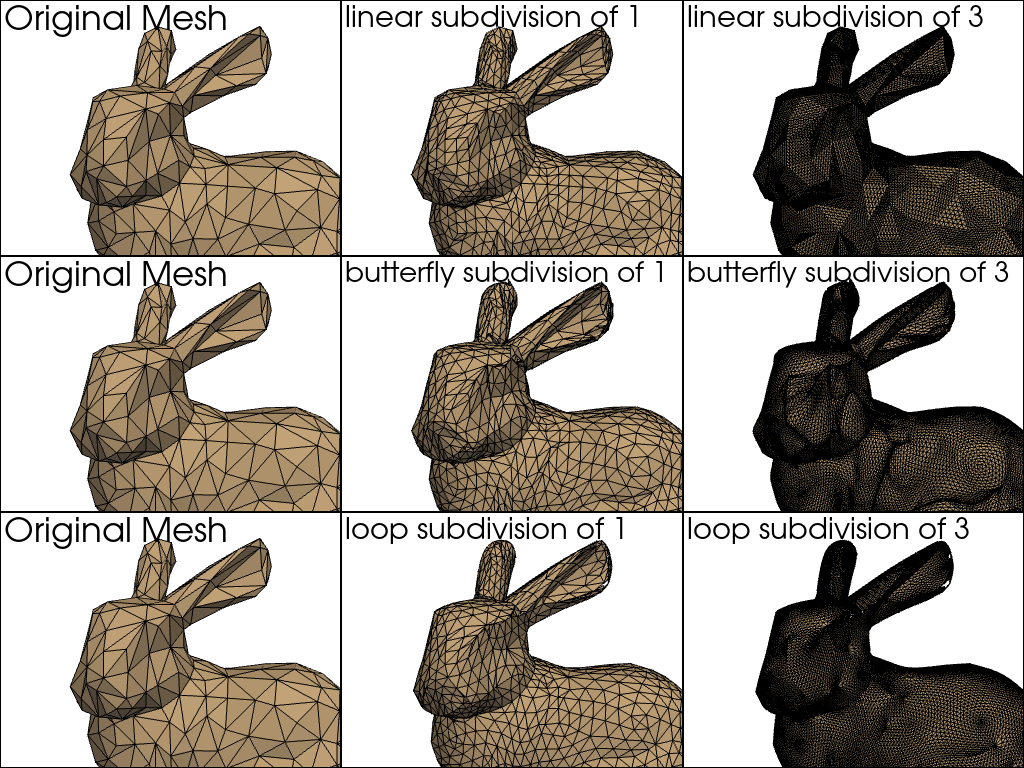 Original Mesh
linear subdivision of 1
linear subdivision of 3
Original Mesh
butterfly subdivision of 1
butterfly subdivision of 3
Original Mesh
loop subdivision of 1
loop subdivision of 3